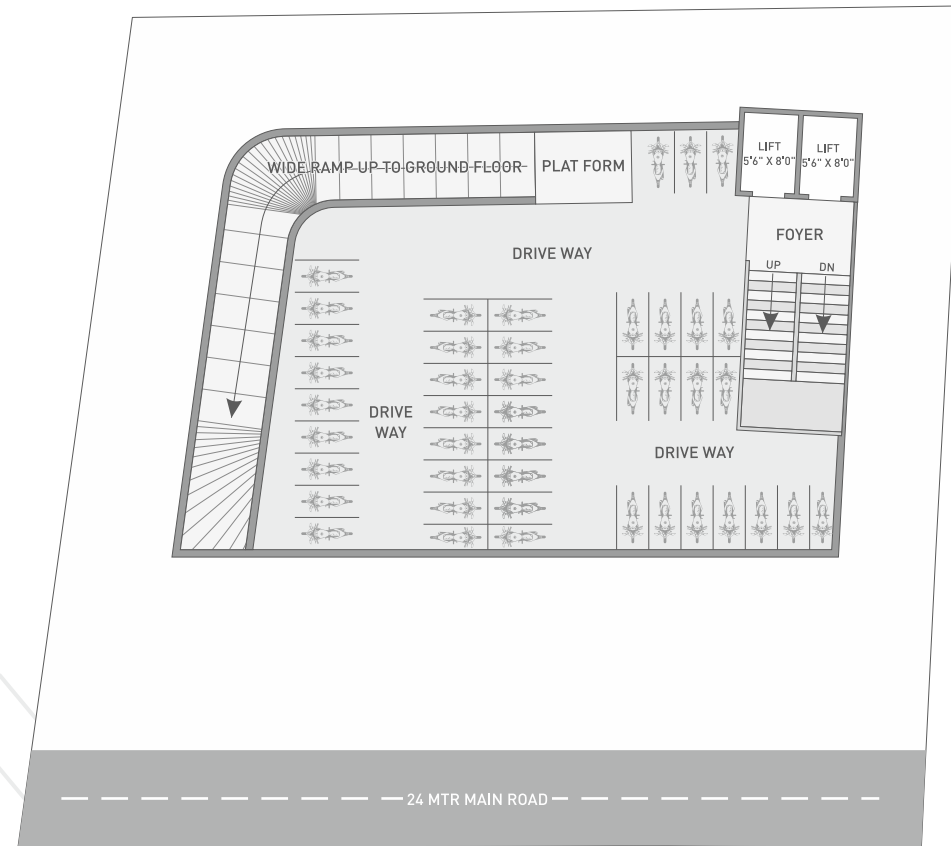 LIFT
5'6" X 8'0"
LIFT
5'6" X 8'0"
WIDE RAMP UP TO GROUND FLOOR
PLAT FORM
FOYER
DRIVE WAY
UP
DN
DRIVE
WAY
DRIVE WAY
24 MTR MAIN ROAD